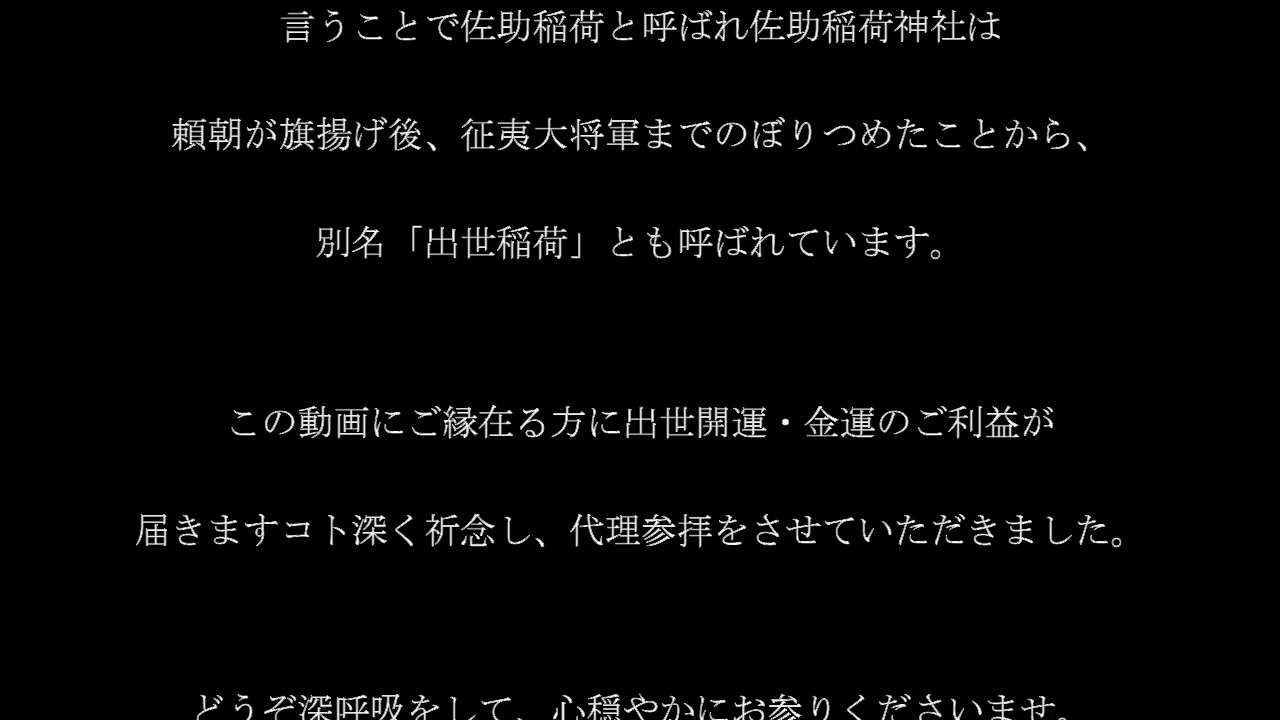 言うことで佐助稲荷と呼ばれ佐助稲荷神社は
頼朝が旗揚げ後、征夷大将軍までのぼりつめたことから、
別名「出世稲荷」とも呼ばれています。
この動画にご縁在る方に出世開運・金運のご利益が
届きますコト深く祈念し、代理参拝をさせていただきました。
どうぞ深呼吸をして、心穏やかにお参りくださいませ。